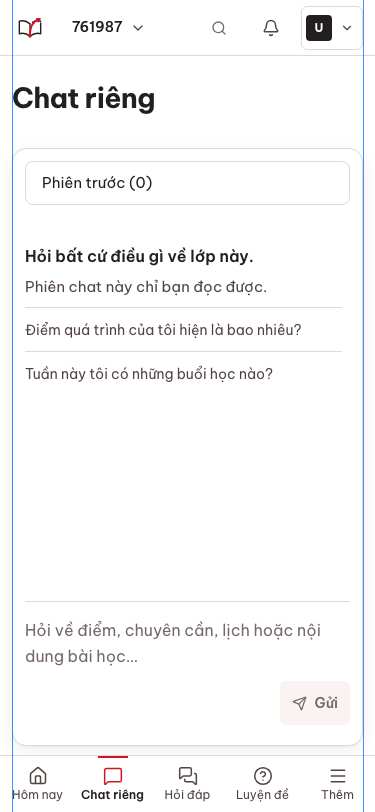 761987
U
Chat riêng
Phiên trước (0)
Hỏi bất cứ điều gì về lớp này.
Phiên chat này chỉ bạn đọc được.
Điểm quá trình của tôi hiện là bao nhiêu?
Tuần này tôi có những buổi học nào?
Hỏi về điểm, chuyên cần, lịch hoặc nội
dung bài học...
Gửi
Hôm nay
Chat riêng
Hỏi đáp
Luyện đề
Thêm